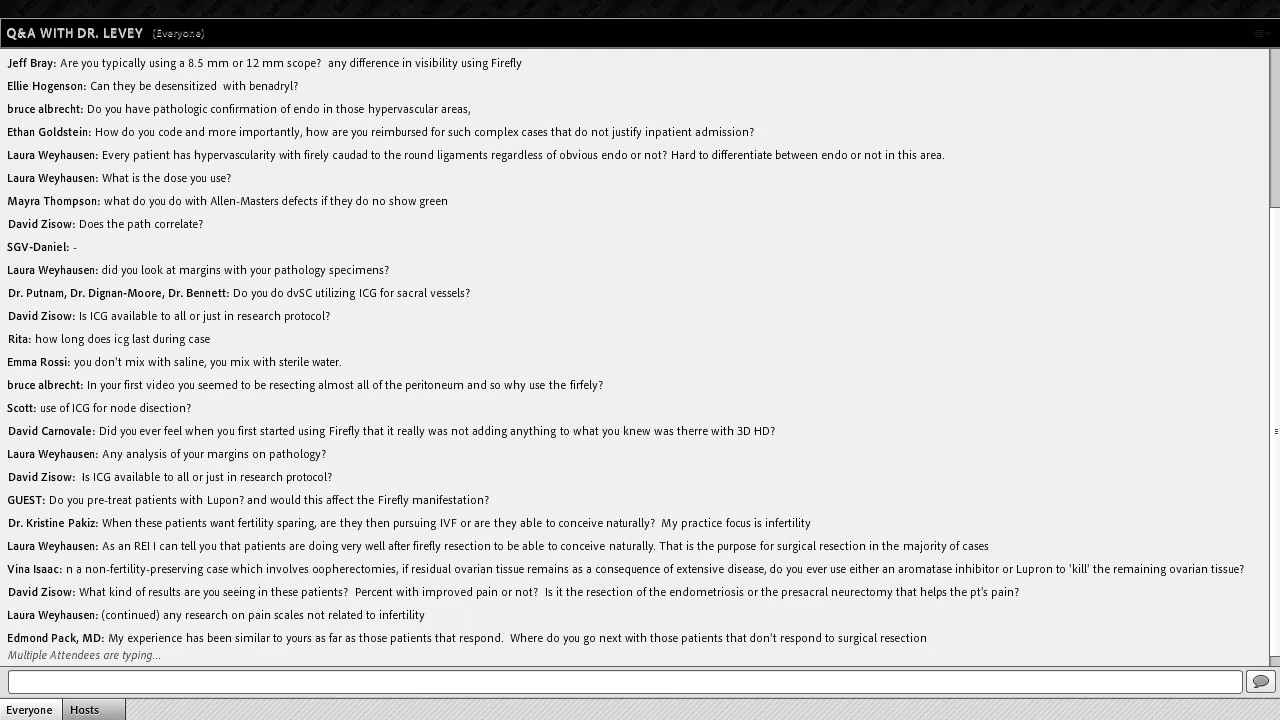 Q&A WITH DR. LEVEY (Everyone)
Jeff Bray: Are you typically using a 8.5 mm or 12 mm scope?  any difference in visibility using Firefly
Ellie Hogenson: Can they be desensitized  with benadryl?
bruce albrecht: Do you have pathologic confirmation of endo in those hypervascular areas,
Ethan Goldstein: How do you code and more importantly, how are you reimbursed for such complex cases that do not justify inpatient admission?
Laura Weyhausen: Every patient has hypervascularity with firely caudad to the round ligaments regardless of obvious endo or not? Hard to differentiate between endo or not in this area.
Laura Weyhausen: What is the dose you use?
Mayra Thompson: what do you do with Allen-Masters defects if they do no show green
David Zisow: Does the path correlate?
SGV-Daniel: -
Laura Weyhausen: did you look at margins with your pathology specimens?
Dr. Putnam, Dr. Dignan-Moore, Dr. Bennett: Do you do dvSC utilizing ICG for sacral vessels?
David Zisow: Is ICG available to all or just in research protocol?
Rita: how long does icg last during case
Emma Rossi: you don't mix with saline, you mix with sterile water.
bruce albrecht: In your first video you seemed to be resecting almost all of the peritoneum and so why use the firfely?
Scott: use of ICG for node disection?
David Carnovale: Did you ever feel when you first started using Firefly that it really was not adding anything to what you knew was therre with 3D HD?
Laura Weyhausen: Any analysis of your margins on pathology?
David Zisow:  Is ICG available to all or just in research protocol?
GUEST: Do you pre-treat patients with Lupon? and would this affect the Firefly manifestation?
Dr. Kristine Pakiz: When these patients want fertility sparing, are they then pursuing IVF or are they able to conceive naturally?  My practice focus is infertility
Laura Weyhausen: As an REI I can tell you that patients are doing very well after firefly resection to be able to conceive naturally. That is the purpose for surgical resection in the majority of cases
Vina Isaac: n a non-fertility-preserving case which involves oopherectomies, if residual ovarian tissue remains as a consequence of extensive disease, do you ever use either an aromatase inhibitor or Lupron to 'kill' the remaining ovarian tissue?
David Zisow: What kind of results are you seeing in these patients?  Percent with improved pain or not?  Is it the resection of the endometriosis or the presacral neurectomy that helps the pt's pain?
Laura Weyhausen: (continued) any research on pain scales not related to infertility
Edmond Pack, MD: My experience has been similar to yours as far as those patients that respond.  Where do you go next with those patients that don't respond to surgical resection
Multiple Attendees are typing...
Everyone Hosts